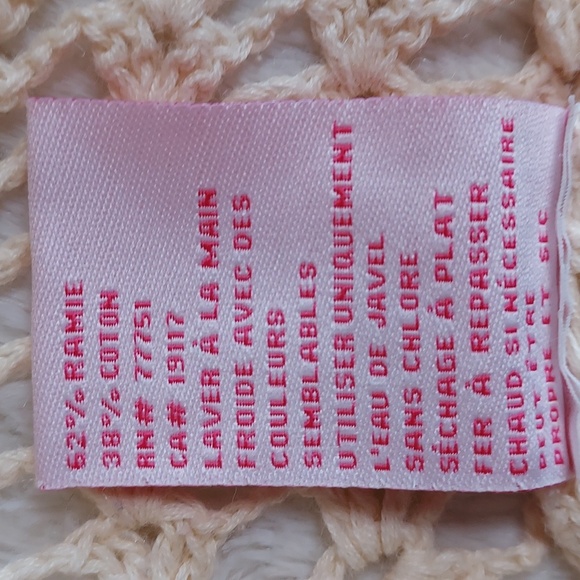 62% RAMIE
38% COTON
RN# 77751
CA# 19117
LAVER À LA MAIN
FROIDE AVEC DES
COULEURS
SEMBLABLES
UTILISER UNIQUEMENT
L'EAU DE JAVEL
SANS CHLORE
SÉCHAGE À PLAT
FER À REPASSER
CHAUD SI NÉCESSAIRE
PEUT ETRE
PROPRE ET SEC